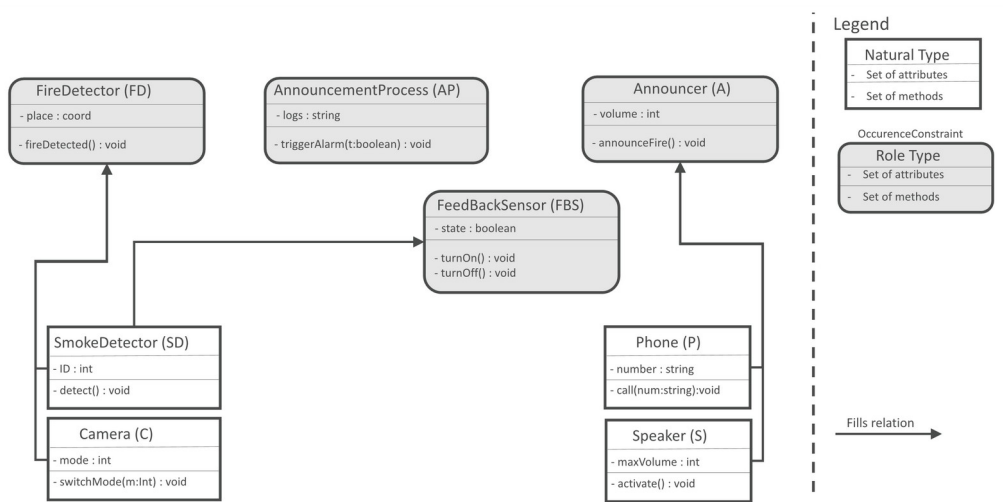 FireDetector (FD)
- place : coord
- fireDetected() : void
AnnouncementProcess (AP)
- logs : string
- triggerAlarm(t:boolean) : void
Announcer (A)
- volume : int
- announceFire() : void
FeedBackSensor (FBS)
- state : boolean
- turnOn() : void
- turnOff() : void
SmokeDetector (SD)
- ID : int
- detect() : void
Camera (C)
- mode : int
- switchMode(m:Int) : void
Phone (P)
- number : string
- call(num:string):void
Speaker (S)
- maxVolume : int
- activate() : void
Legend
Natural Type
- Set of attributes
- Set of methods
OccurenceConstraint
Role Type
- Set of attributes
- Set of methods
Fills relation